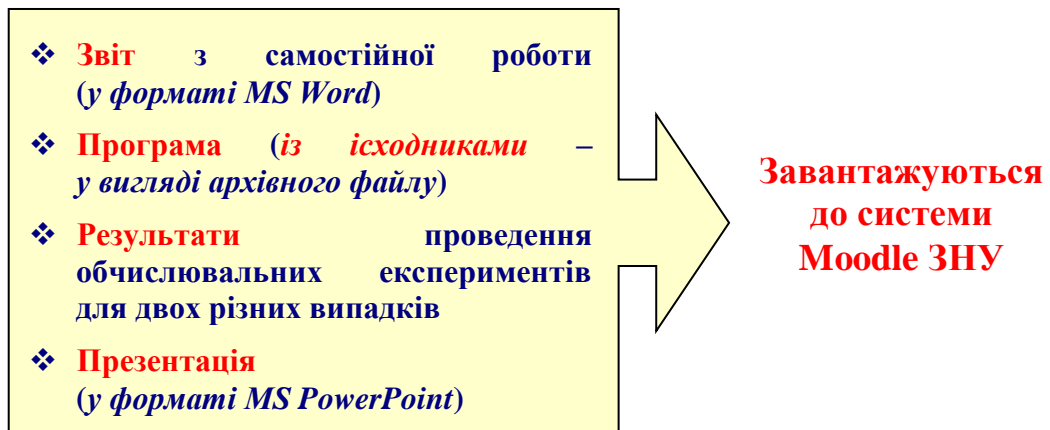 ❖ Звіт з самостійної роботи
(у форматі MS Word)
❖ Програма (із ісходниками –
у вигляді архівного файлу)
❖ Результати проведення
обчислювальних експериментів
для двох різних випадків
❖ Презентація
(у форматі MS PowerPoint)
Завантажуються
до системи
Moodle ЗНУ